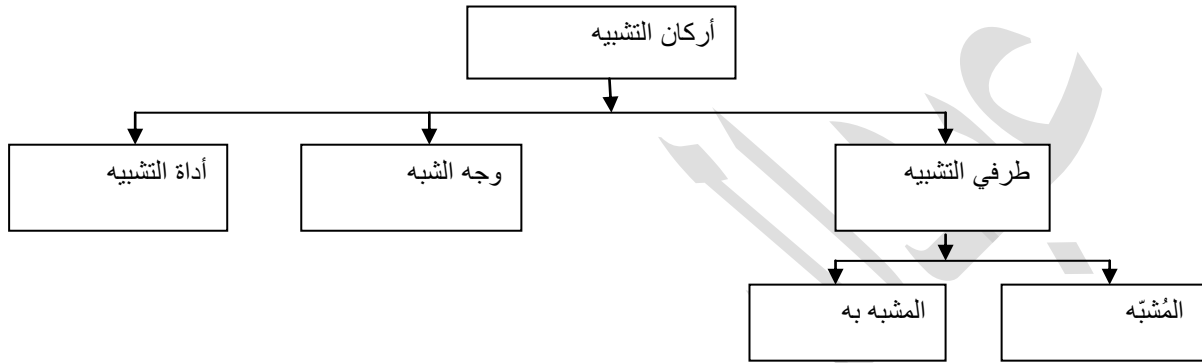 أركان التشبيه
طرفي التشبيه
وجه الشبه
أداة التشبيه
المُشبّه
المشبه به